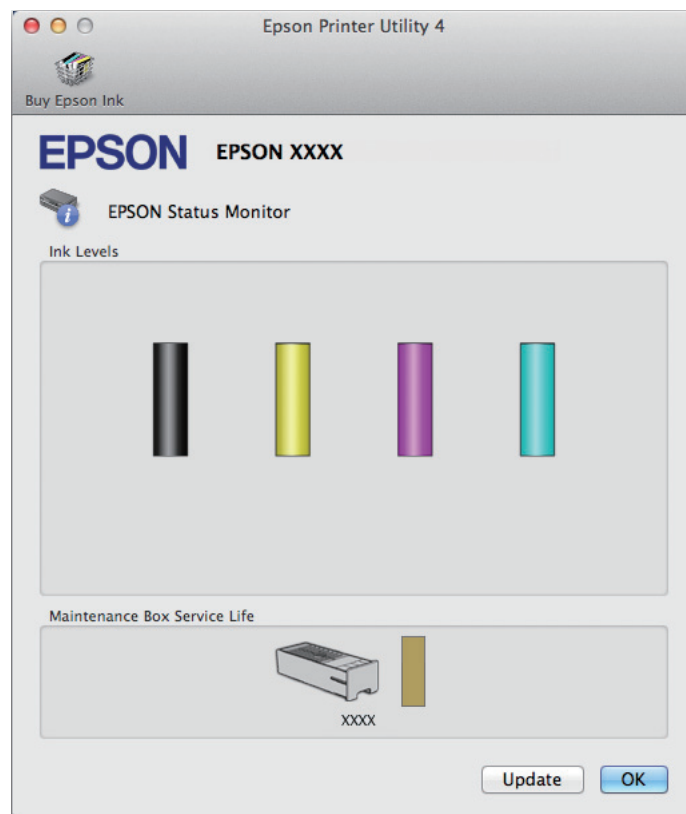 Epson Printer Utility 4
Buy Epson Ink
EPSON EPSON XXXX
EPSON Status Monitor
Ink Levels
Maintenance Box Service Life
XXXX
Update OK